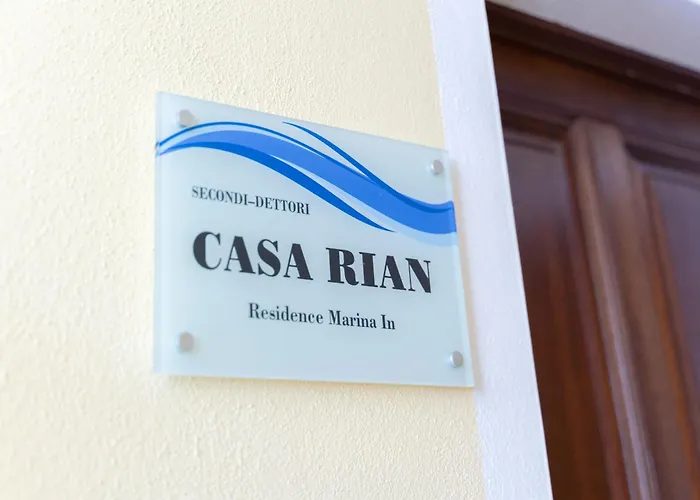 SECONDI-DETTORI
CASA RIAN
Residence Marina In